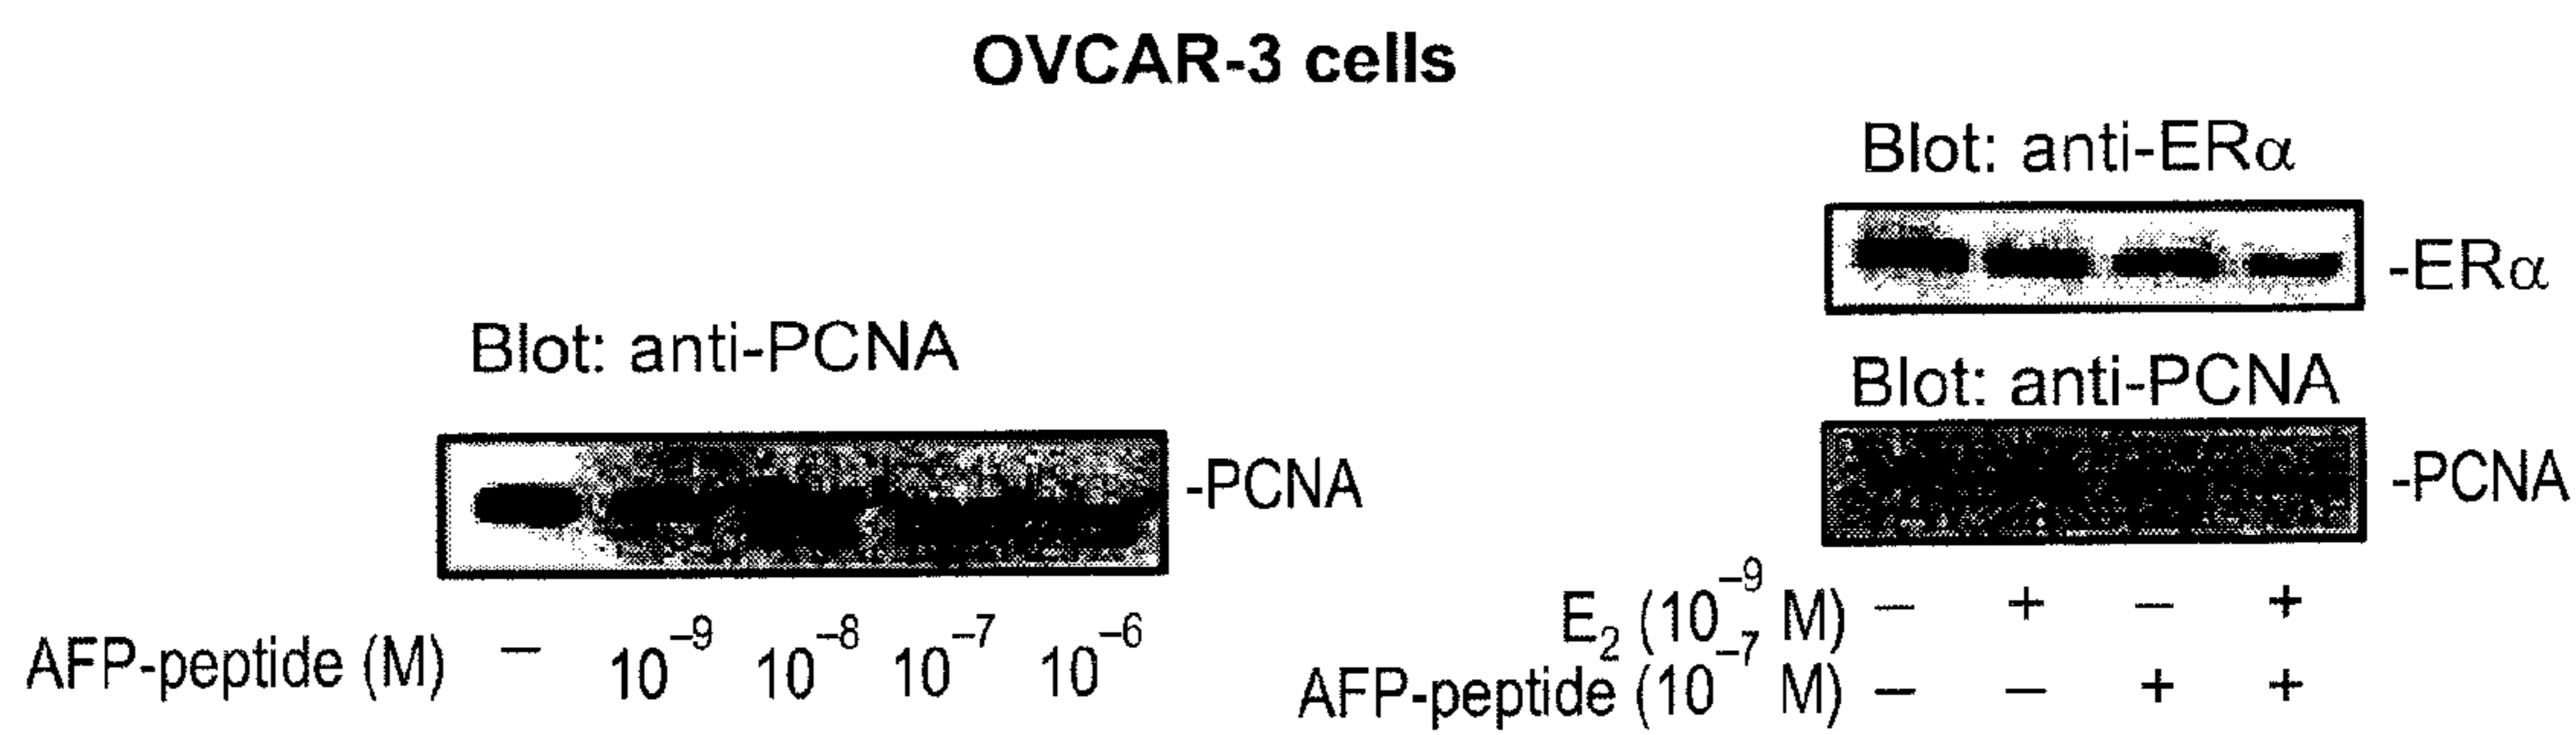 OVCAR-3 cells
Blot: anti-PCNA
-PCNA
AFP-peptide (M) – 10⁻⁹ 10⁻⁸ 10⁻⁷ 10⁻⁶
Blot: anti-ERα
-ERα
Blot: anti-PCNA
-PCNA
E₂ (10⁻⁹ M) – + – +
AFP-peptide (10⁻⁷ M) – – + +